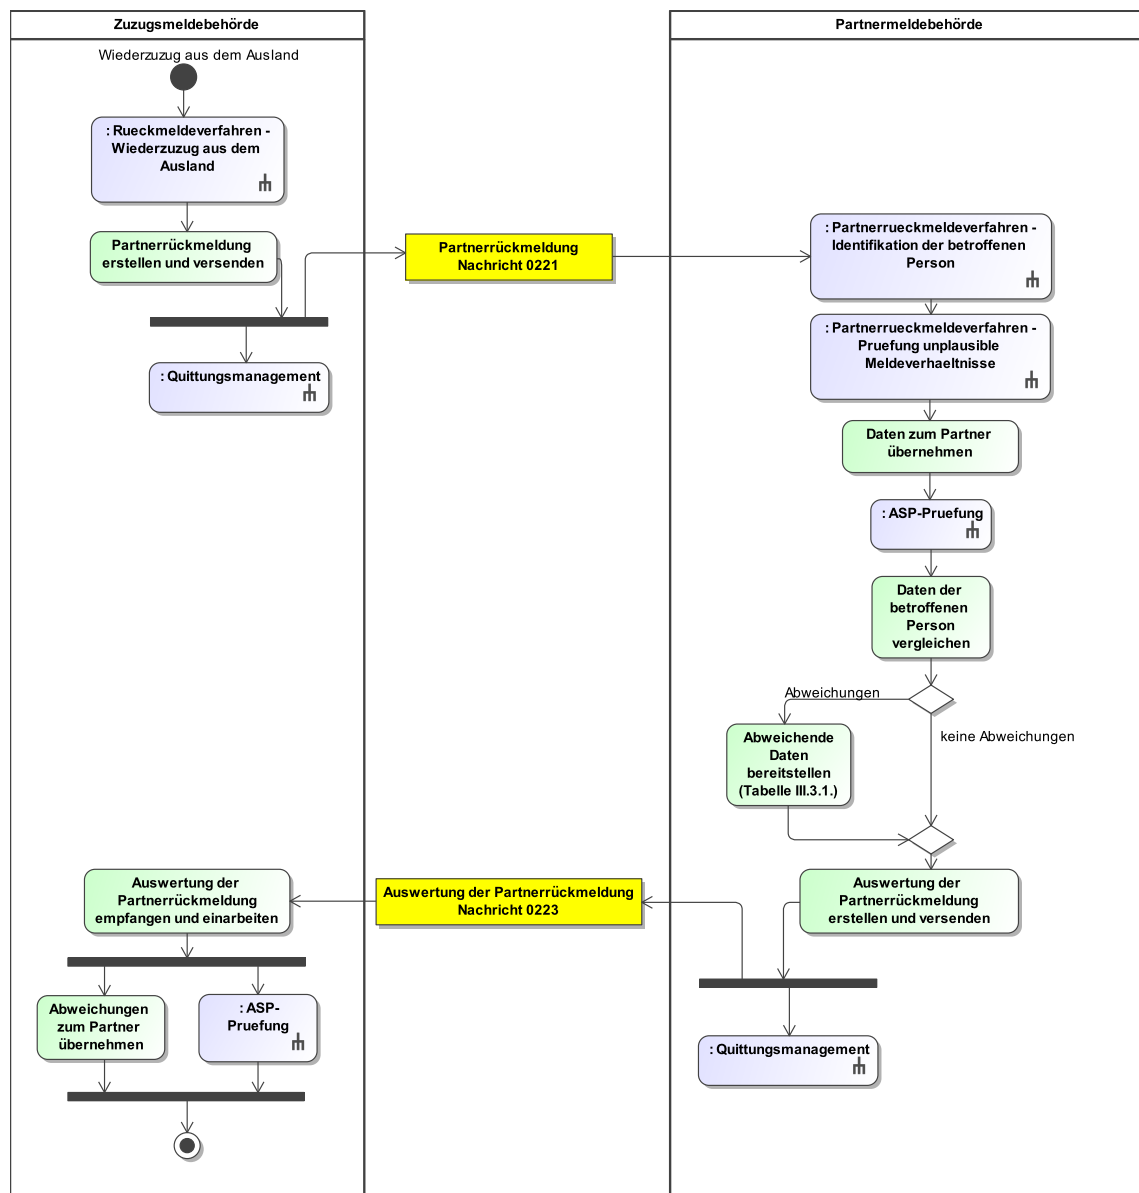 Zuzugsmeldebehörde
Partnermeldebehörde
Wiederzuzug aus dem Ausland
: Rueckmeldeverfahren -
Wiederzuzug aus dem
Ausland
Partnerrückmeldung
erstellen und versenden
: Quittungsmanagement
Partnerrückmeldung
Nachricht 0221
: Partnerrueckmeldeverfahren -
Identifikation der betroffenen
Person
: Partnerrueckmeldeverfahren -
Pruefung unplausible
Meldeverhaeltnisse
Daten zum Partner
übernehmen
: ASP-Pruefung
Daten der
betroffenen
Person
vergleichen
Abweichungen
keine Abweichungen
Abweichende
Daten
bereitstellen
(Tabelle III.3.1.)
Auswertung der
Partnerrückmeldung
erstellen und versenden
: Quittungsmanagement
Auswertung der Partnerrückmeldung
Nachricht 0223
Auswertung der
Partnerrückmeldung
empfangen und einarbeiten
Abweichungen
zum Partner
übernehmen
: ASP-
Pruefung